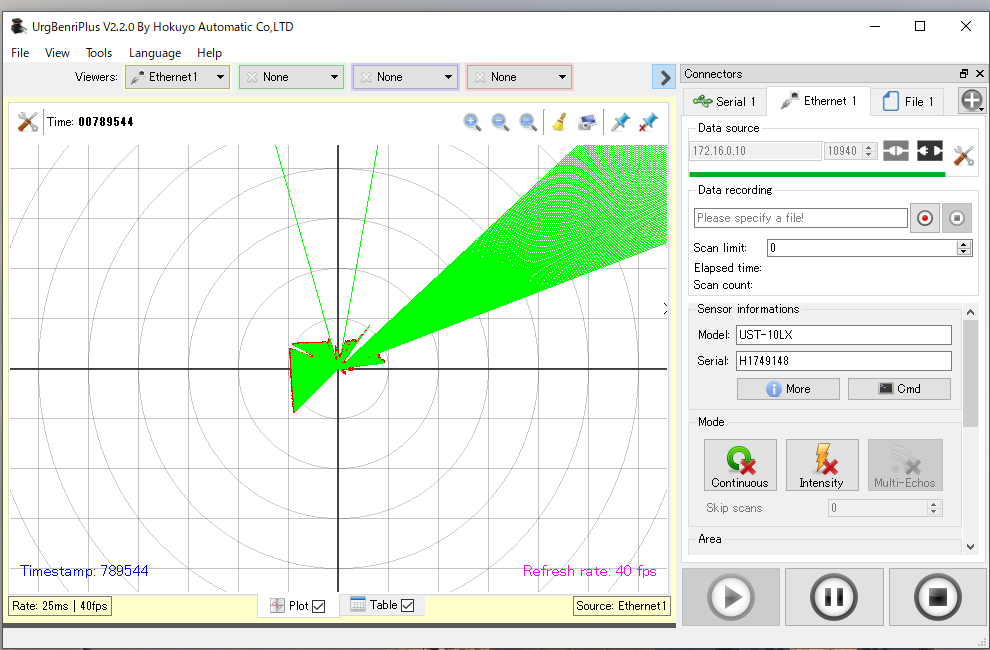 UrgBenriPlus V2.2.0 By Hokuyo Automatic Co,LTD
File View Tools Language Help
Viewers: Ethernet1 None None None
Connectors
Serial 1 Ethernet 1 File 1
Time: 00789544
Data source
172.16.0.10 10940
Data recording
Please specify a file!
Scan limit: 0
Elapsed time:
Scan count:
Sensor informations
Model: UST-10LX
Serial: H1749148
More Cmd
Mode
Continuous Intensity Multi-Echos
Skip scans 0
Area
Timestamp: 789544 Refresh rate: 40 fps
Rate: 25ms | 40fps Plot Table Source: Ethernet1